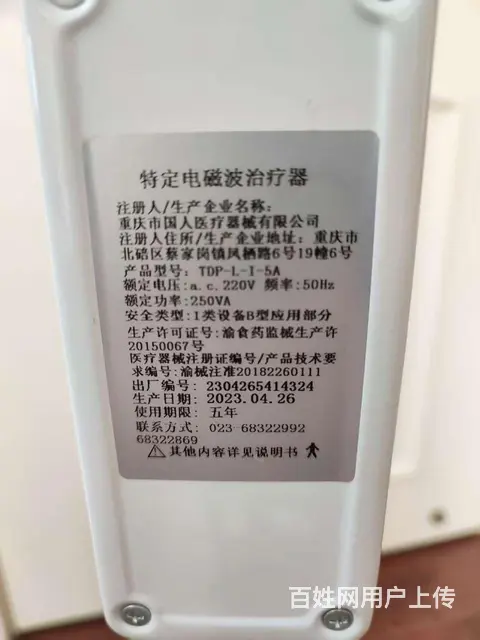 特定电磁波治疗器
注册人/生产企业名称:
重庆市国人医疗器械有限公司
注册人住所/生产企业地址: 重庆市
北碚区蔡家岗镇凤栖路6号19幢6号
产品型号: TDP-L-I-5A
额定电压:a.c.220V 频率:50Hz
额定功率:250VA
安全类型:I类设备B型应用部分
生产许可证号:渝食药监械生产许
20150067号
医疗器械注册证编号/产品技术要
求编号:渝械注准20182260111
出厂编号: 2304265414324
生产日期: 2023.04.26
使用期限: 五年
联系方式: 023-68322992
68322869
其他内容详见说明书
百姓网用户上传